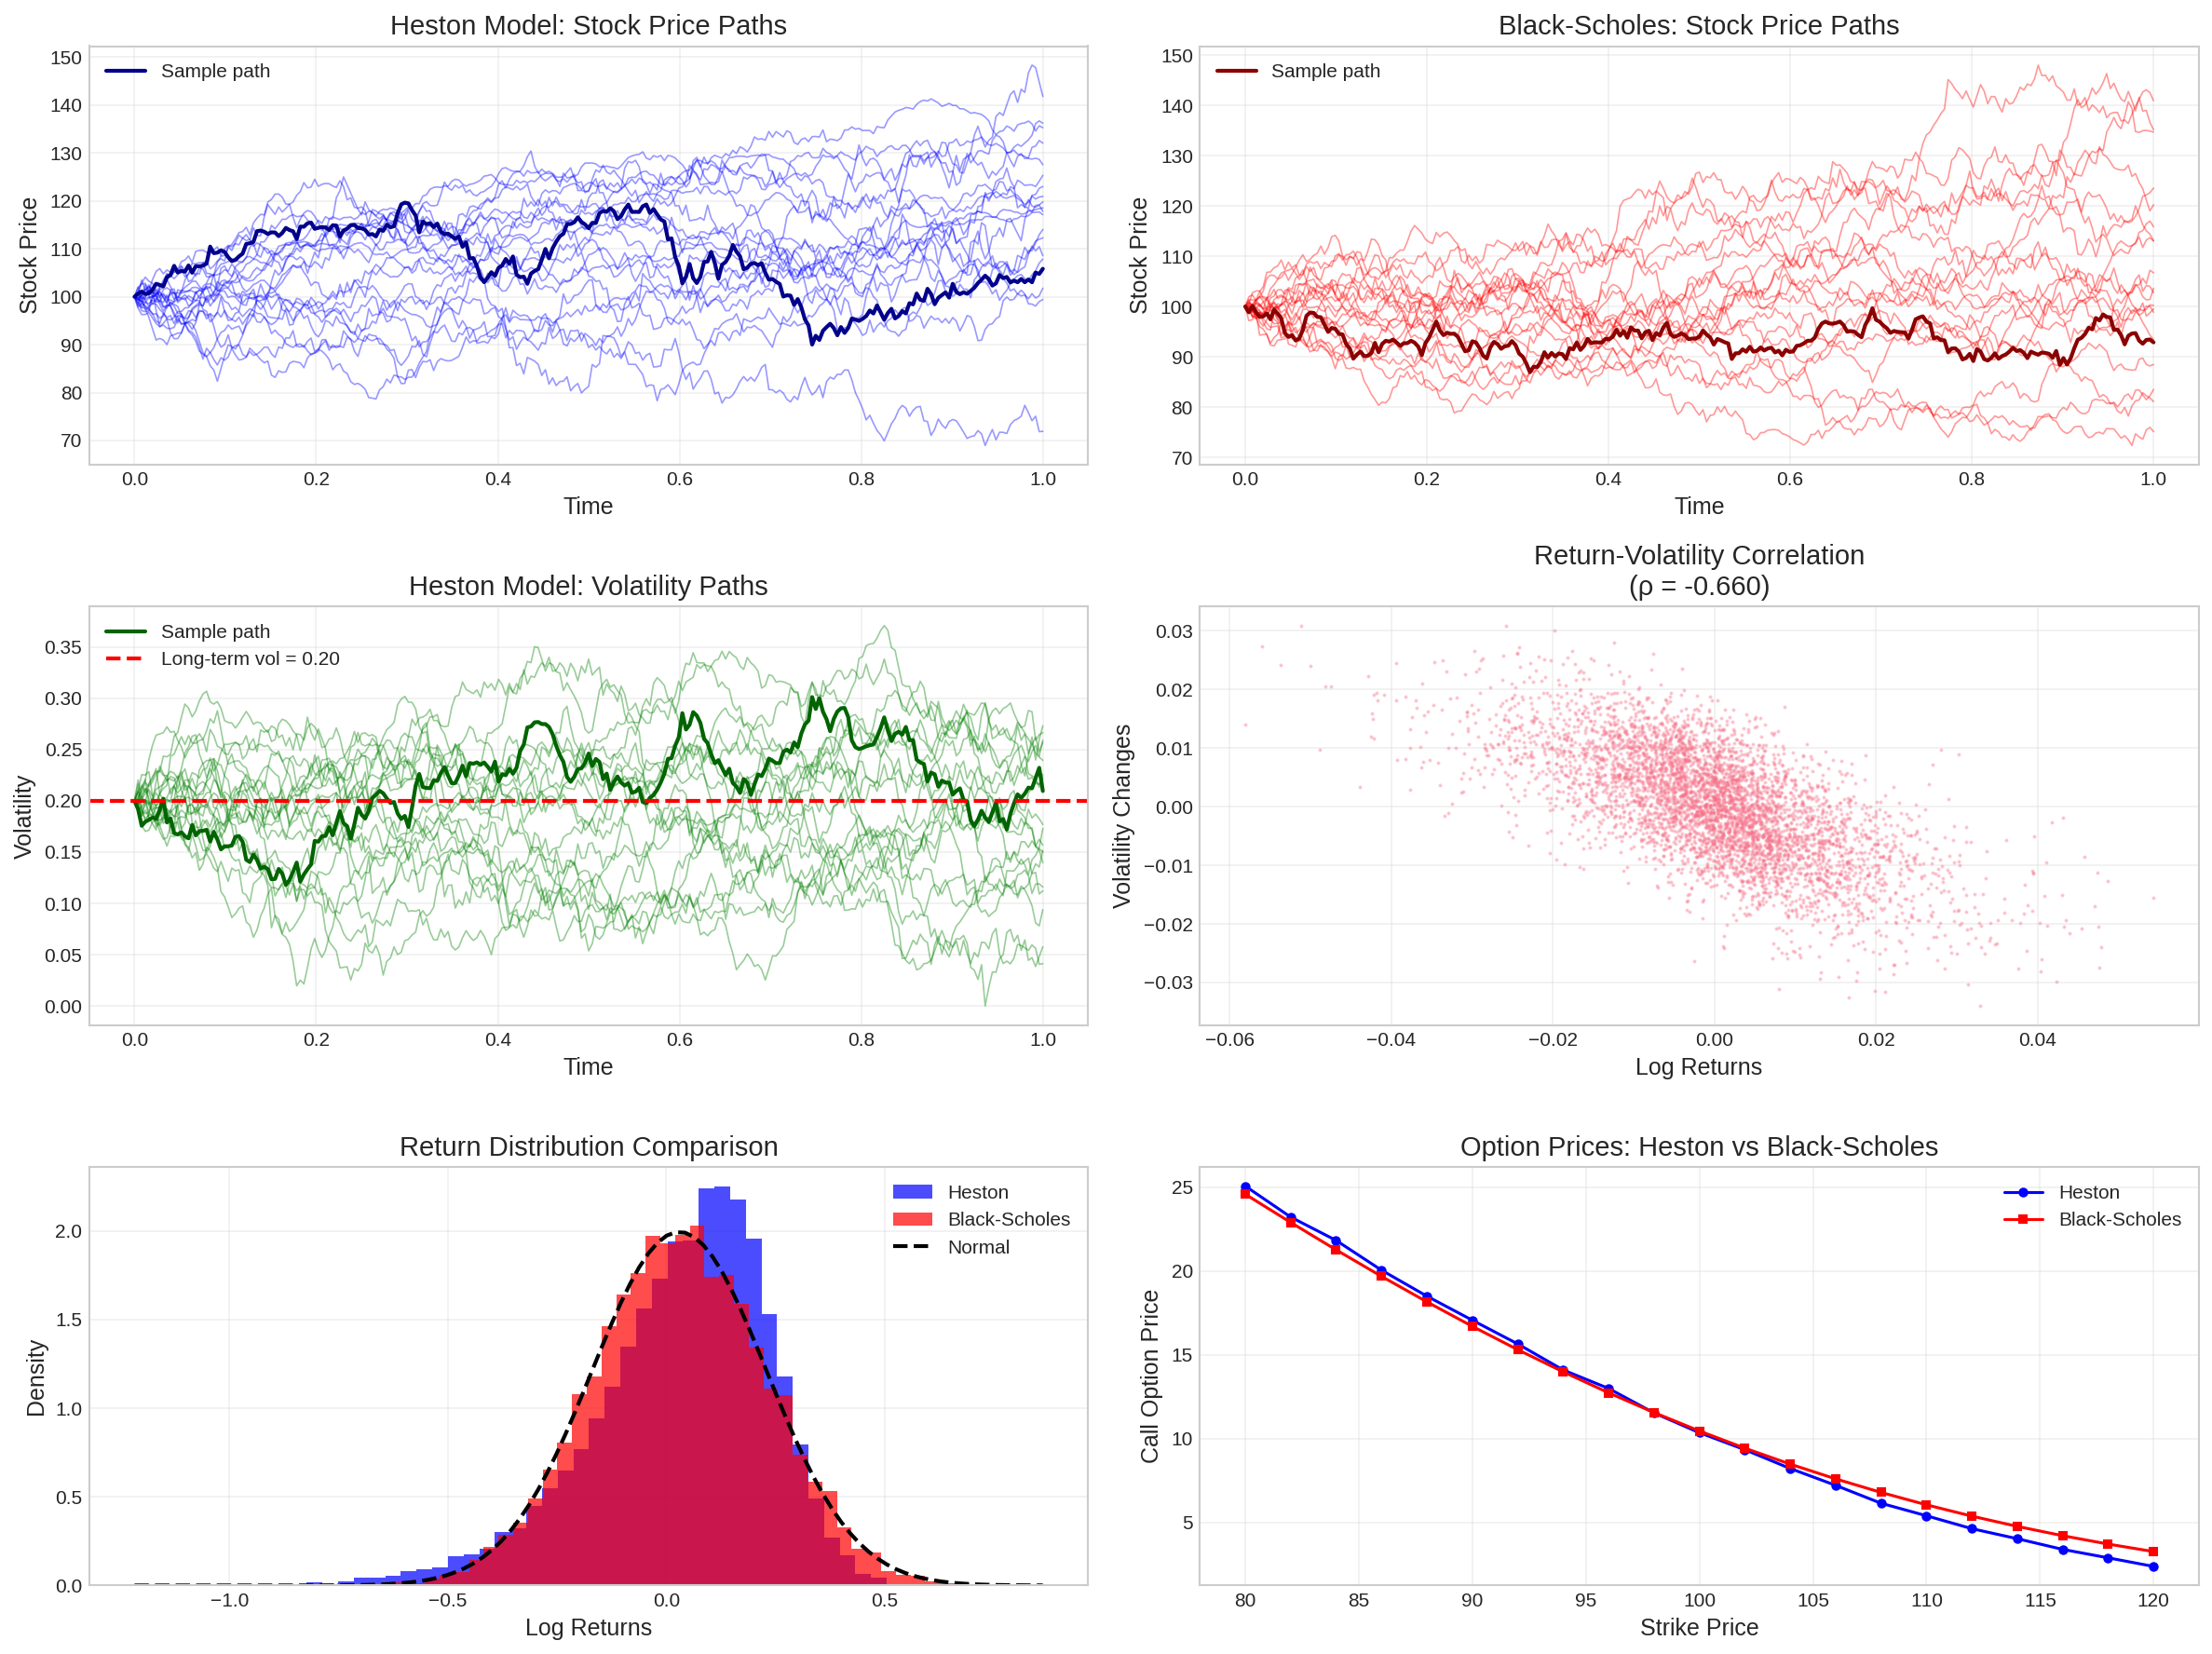 Heston Model: Stock Price Paths
Sample path
150
140
130
120
110
100
90
80
70
Stock Price
0.0 0.2 0.4 0.6 0.8 1.0
Time
Black-Scholes: Stock Price Paths
Sample path
150
140
130
120
110
100
90
80
70
Stock Price
0.0 0.2 0.4 0.6 0.8 1.0
Time
Heston Model: Volatility Paths
Sample path
Long-term vol = 0.20
0.35
0.30
0.25
0.20
0.15
0.10
0.05
0.00
Volatility
0.0 0.2 0.4 0.6 0.8 1.0
Time
Return-Volatility Correlation
(ρ = -0.660)
0.03
0.02
0.01
0.00
−0.01
−0.02
−0.03
Volatility Changes
−0.06 −0.04 −0.02 0.00 0.02 0.04
Log Returns
Return Distribution Comparison
Heston
Black-Scholes
Normal
2.0
1.5
1.0
0.5
0.0
Density
−1.0 −0.5 0.0 0.5
Log Returns
Option Prices: Heston vs Black-Scholes
Heston
Black-Scholes
25
20
15
10
5
Call Option Price
80 85 90 95 100 105 110 115 120
Strike Price